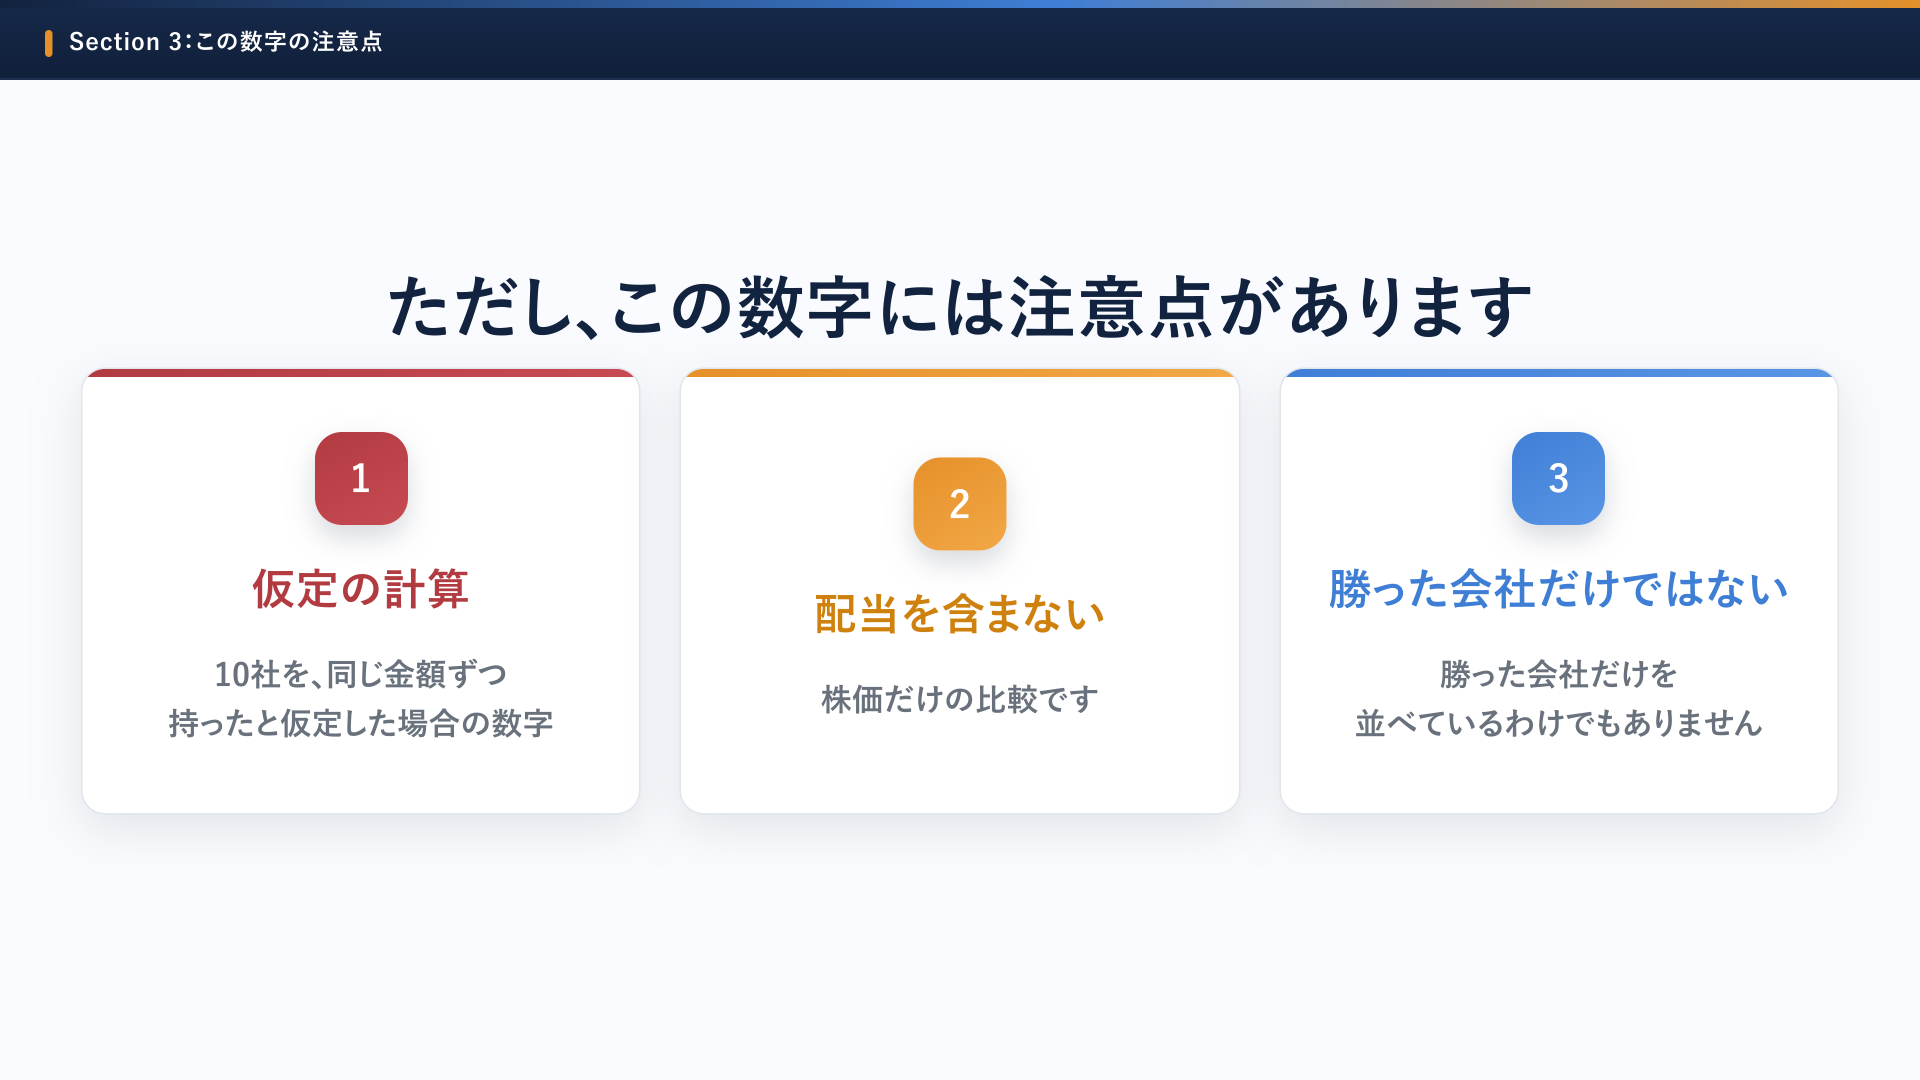 Section 3：この数字の注意点
ただし、この数字には注意点があります
1
仮定の計算
10社を、同じ金額ずつ
持ったと仮定した場合の数字
2
配当を含まない
株価だけの比較です
3
勝った会社だけではない
勝った会社だけを
並べているわけでもありません